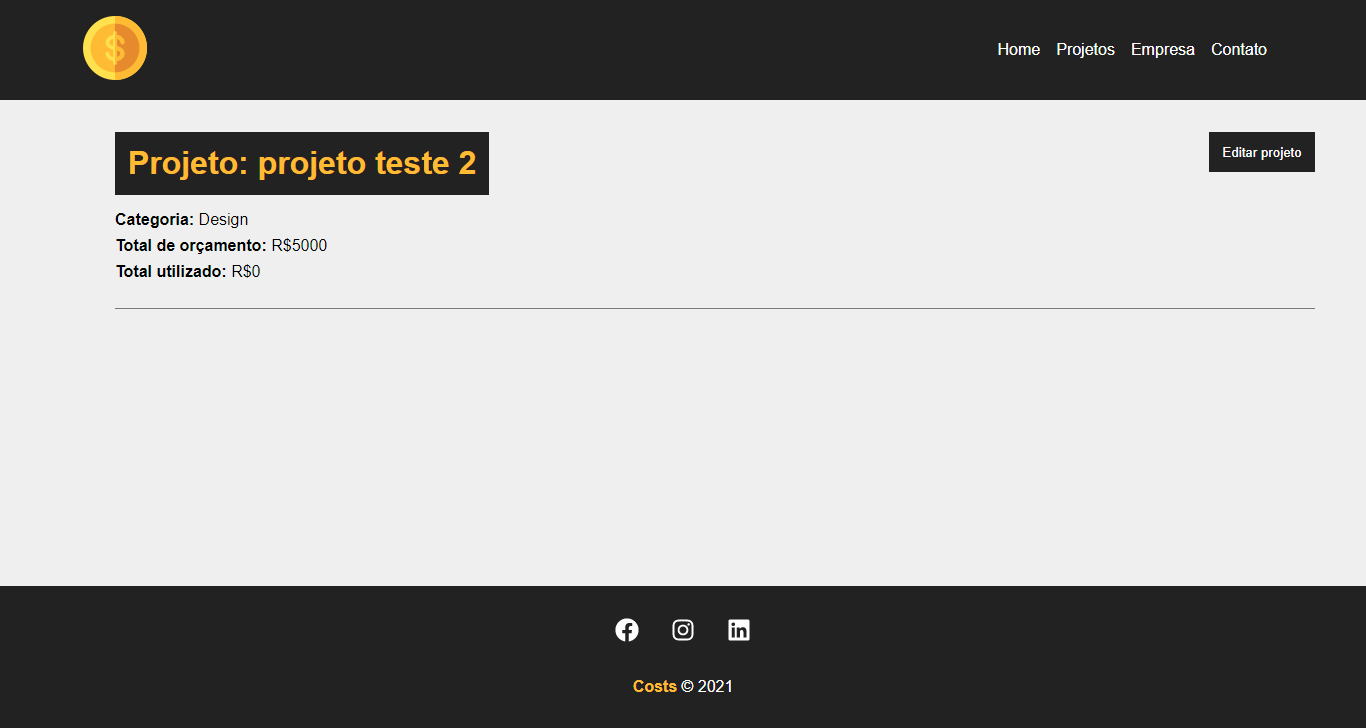 $
Home Projetos Empresa Contato
Projeto: projeto teste 2
Editar projeto
Categoria: Design
Total de orçamento: R$5000
Total utilizado: R$0
Costs © 2021